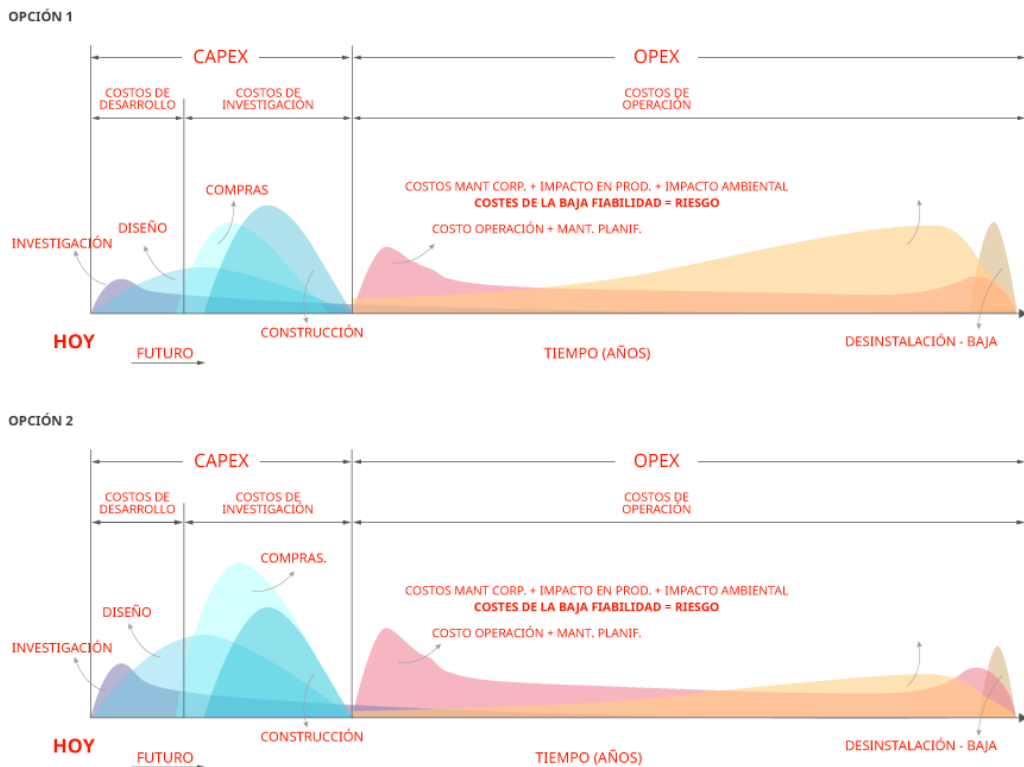 OPCIÓN 1
CAPEX
OPEX
COSTOS DE
DESARROLLO
COSTOS DE
INVESTIGACIÓN
COSTOS DE
OPERACIÓN
COMPRAS
DISEÑO
INVESTIGACIÓN
COSTOS MANT CORP. + IMPACTO EN PROD. + IMPACTO AMBIENTAL
COSTES DE LA BAJA FIABILIDAD = RIESGO
COSTO OPERACIÓN + MANT. PLANIF.
CONSTRUCCIÓN
DESINSTALACIÓN - BAJA
HOY
FUTURO
TIEMPO (AÑOS)
OPCIÓN 2
CAPEX
OPEX
COSTOS DE
DESARROLLO
COSTOS DE
INVESTIGACIÓN
COSTOS DE
OPERACIÓN
COMPRAS.
DISEÑO
INVESTIGACIÓN
COSTOS MANT CORP. + IMPACTO EN PROD. + IMPACTO AMBIENTAL
COSTES DE LA BAJA FIABILIDAD = RIESGO
COSTO OPERACIÓN + MANT. PLANIF.
CONSTRUCCIÓN
DESINSTALACIÓN - BAJA
HOY
FUTURO
TIEMPO (AÑOS)